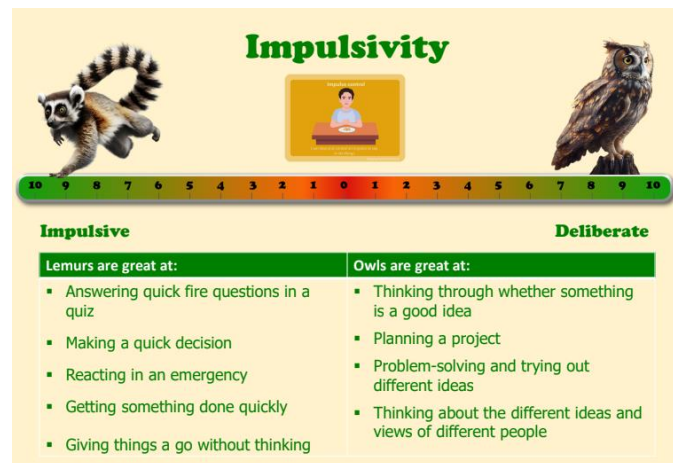 Impulsivity
Impulse control
10 9 8 7 6 5 4 3 2 1 0 1 2 3 4 5 6 7 8 9 10
Impulsive
Deliberate
Lemurs are great at:
Owls are great at:
▪ Answering quick fire questions in a
quiz
▪ Making a quick decision
▪ Reacting in an emergency
▪ Getting something done quickly
▪ Giving things a go without thinking
▪ Thinking through whether something
is a good idea
▪ Planning a project
▪ Problem-solving and trying out
different ideas
▪ Thinking about the different ideas and
views of different people